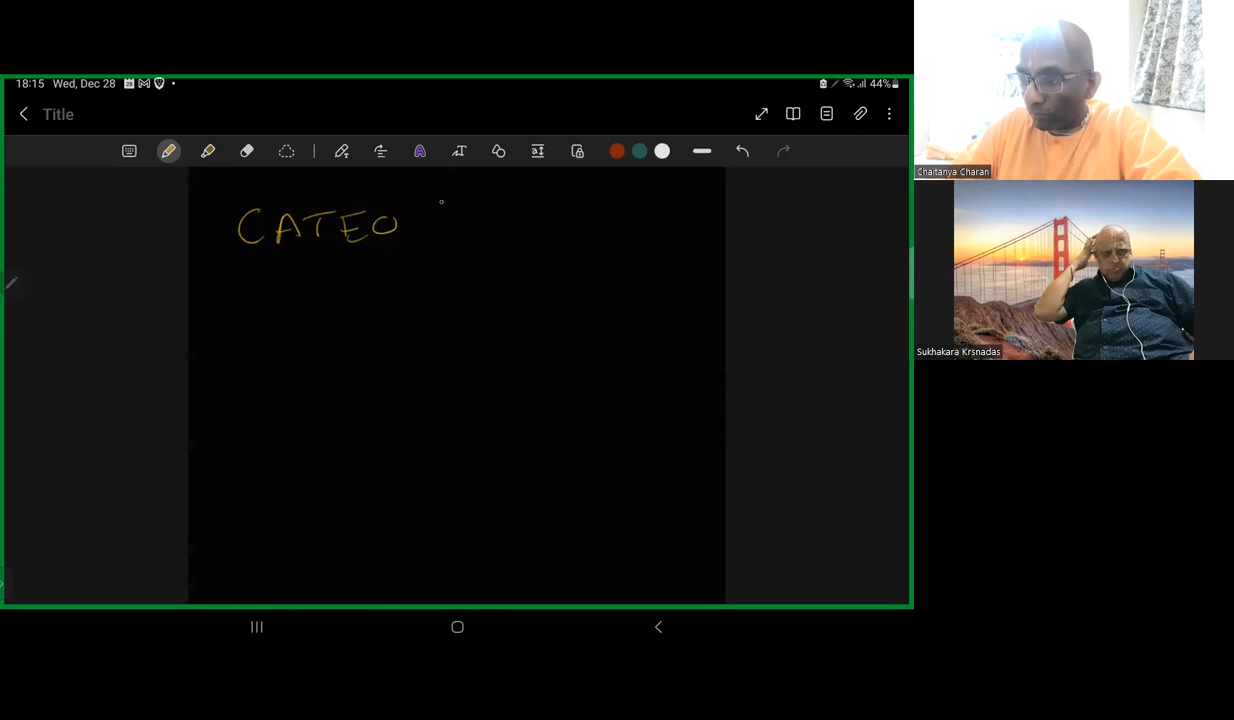 18:15 Wed, Dec 28
44%
Title
CATEO
Chaitanya Charan
Sukhakara Krsnadas